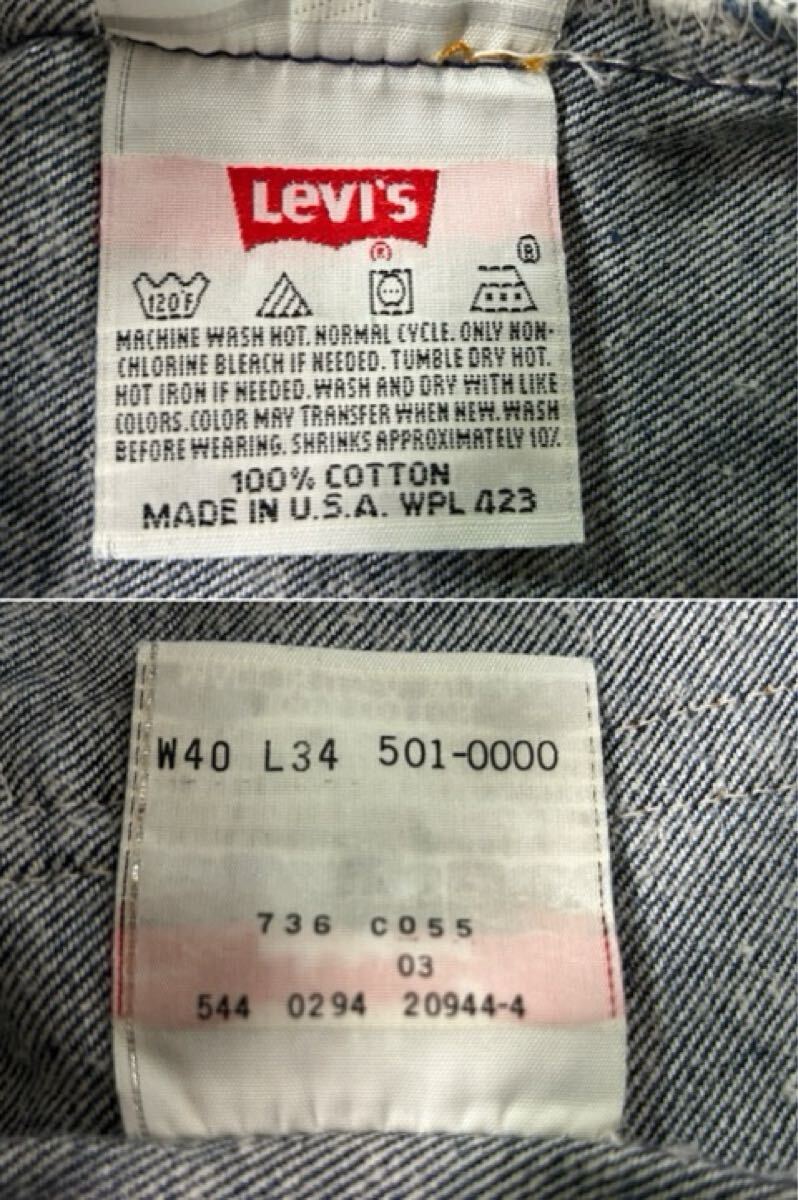 Levi's
®
®
120°F
MACHINE WASH HOT. NORMAL CYCLE. ONLY NON-
CHLORINE BLEACH IF NEEDED. TUMBLE DRY HOT.
HOT IRON IF NEEDED. WASH AND DRY WITH LIKE
COLORS. COLOR MAY TRANSFER WHEN NEW. WASH
BEFORE WEARING. SHRINKS APPROXIMATELY 10%
100% COTTON
MADE IN U.S.A. WPL 423
W40 L34 501-0000
736 C055
03
544 0294 20944-4